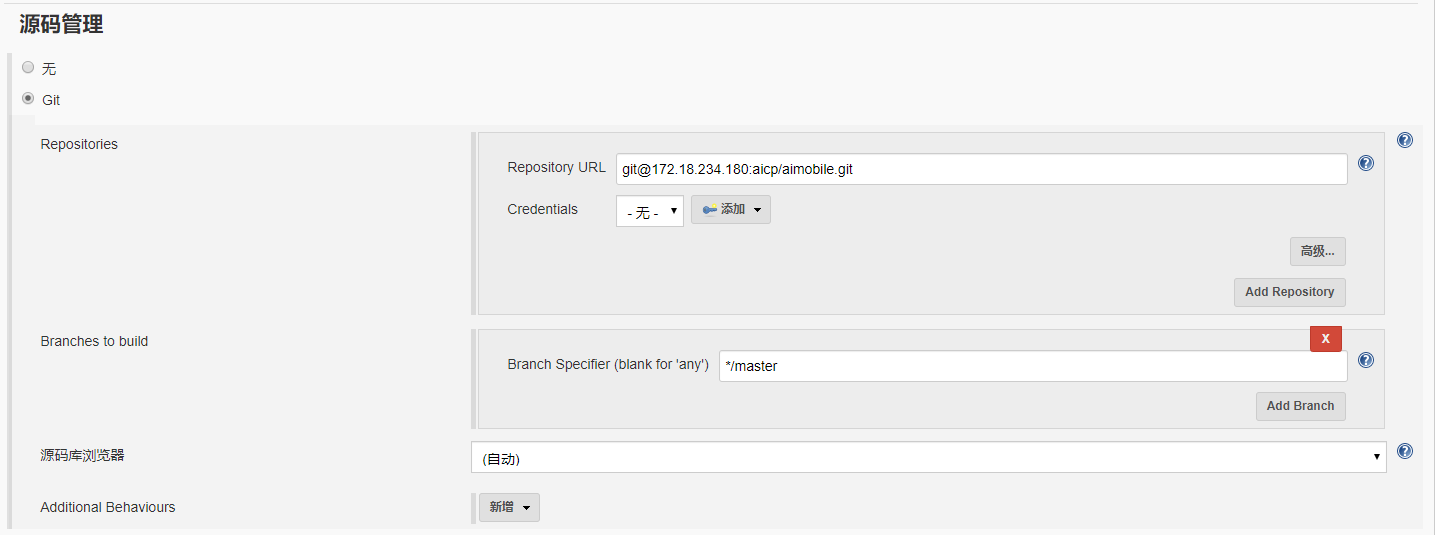 源码管理
无
Git
Repositories
Repository URL git@172.18.234.180:aicp/aimobile.git
Credentials - 无 - 添加
高级...
Add Repository
Branches to build
X
Branch Specifier (blank for 'any') */master
Add Branch
源码库浏览器 (自动)
Additional Behaviours 新增